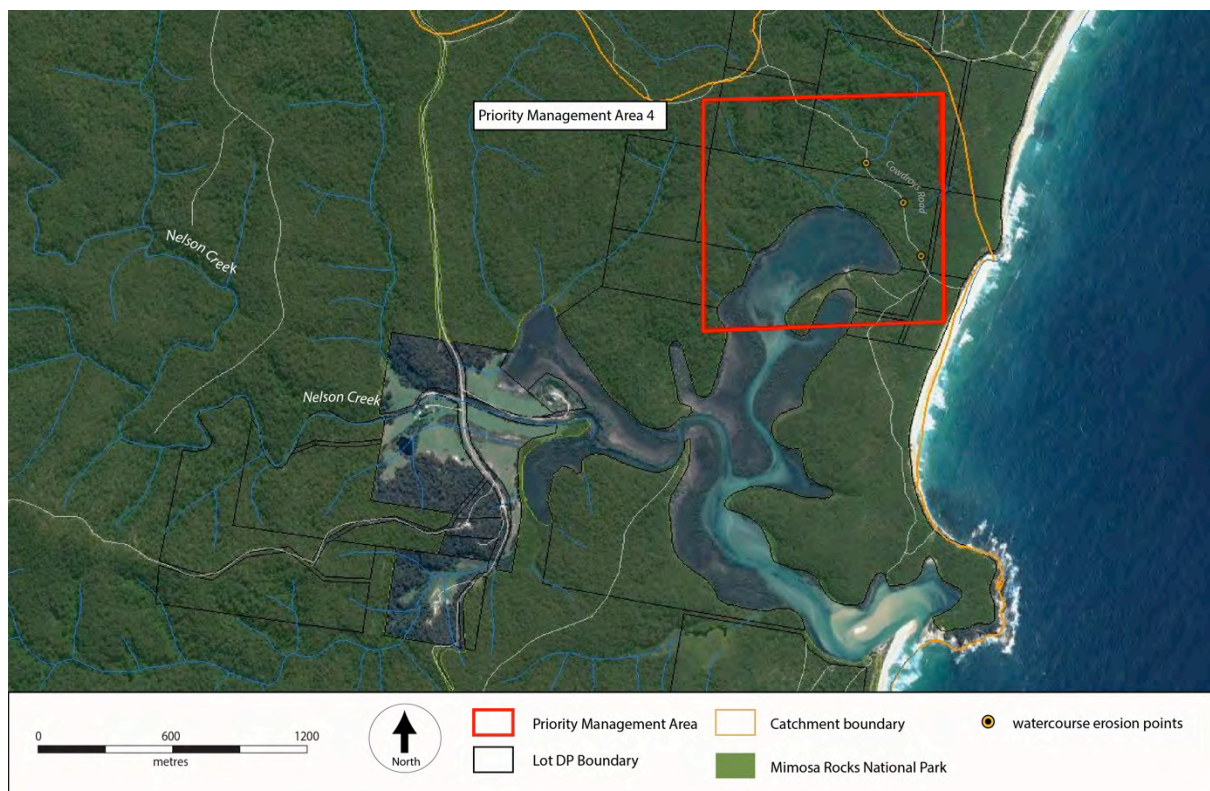 Priority Management Area 4
Cowdroys Road
Nelson Creek
Nelson Creek
0
600
1200
metres
North
Priority Management Area
Lot DP Boundary
Catchment boundary
Mimosa Rocks National Park
watercourse erosion points